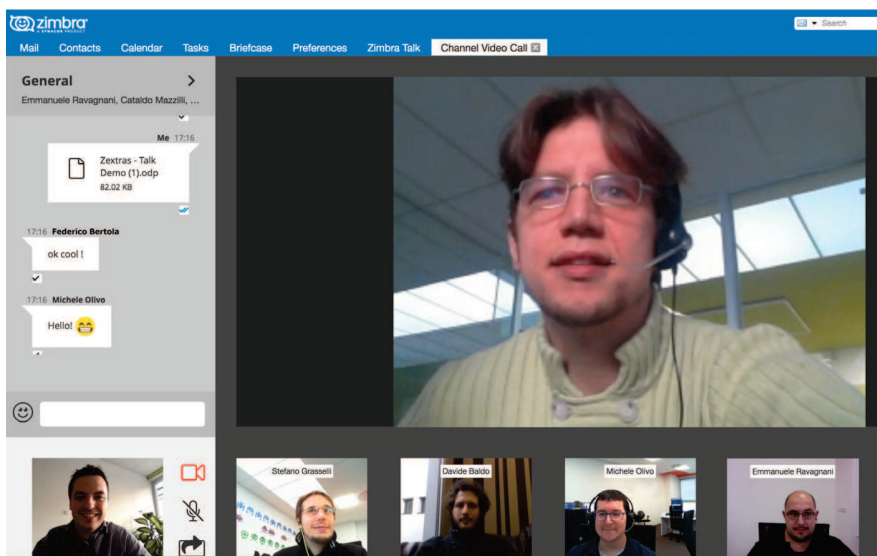 zimbra
A SYNACOR PRODUCT
Search
Mail Contacts Calendar Tasks Briefcase Preferences Zimbra Talk Channel Video Call
General
Emmanuele Ravagnani, Cataldo Mazzilli, ...
Me 17:16
Zextras - Talk
Demo (1).odp
82.02 KB
17:16 Federico Bertola
ok cool !
17:16 Michele Olivo
Hello!
Stefano Grasselli
Davide Baldo
Michele Olivo
Emmanuele Ravagnani